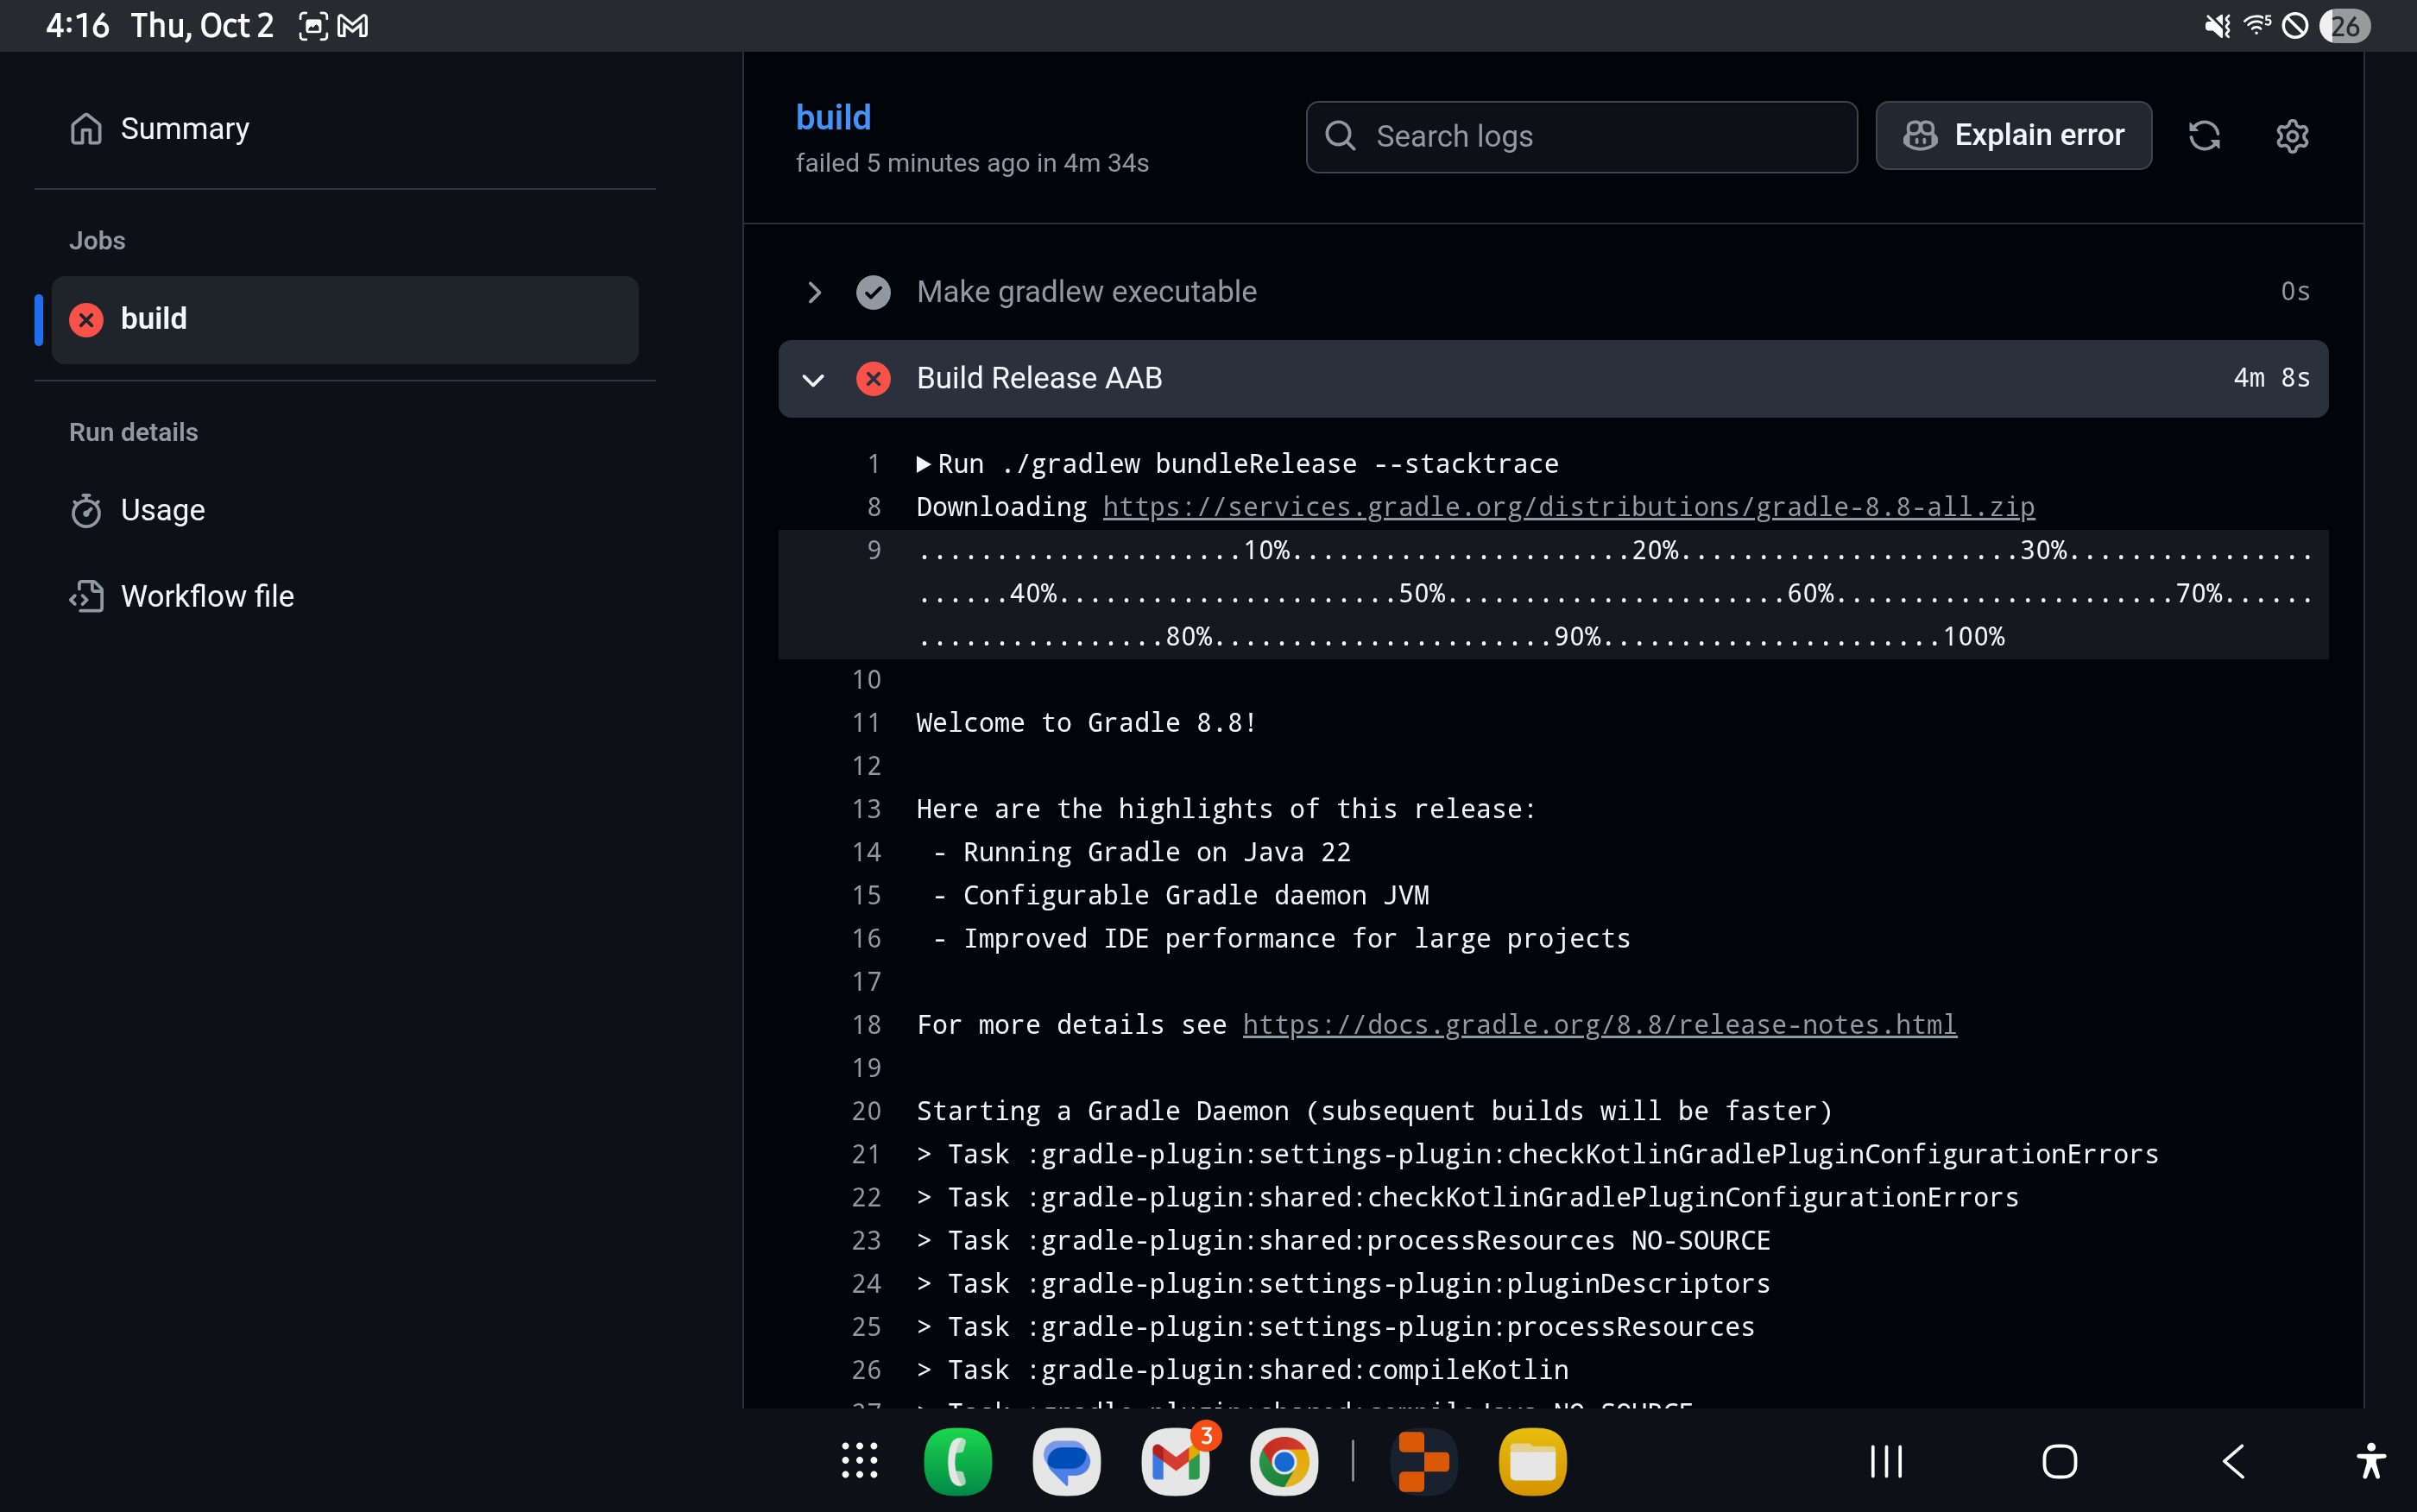 4:16 Thu, Oct 2
26
Summary
Jobs
build
Run details
Usage
Workflow file
build
failed 5 minutes ago in 4m 34s
Search logs
Explain error
Make gradlew executable 0s
Build Release AAB 4m 8s
1 ▶Run ./gradlew bundleRelease --stacktrace
8 Downloading https://services.gradle.org/distributions/gradle-8.8-all.zip
9 .....................10%......................20%......................30%................
......40%......................50%......................60%......................70%......
................80%......................90%......................100%
10
11 Welcome to Gradle 8.8!
12
13 Here are the highlights of this release:
14 - Running Gradle on Java 22
15 - Configurable Gradle daemon JVM
16 - Improved IDE performance for large projects
17
18 For more details see https://docs.gradle.org/8.8/release-notes.html
19
20 Starting a Gradle Daemon (subsequent builds will be faster)
21 > Task :gradle-plugin:settings-plugin:checkKotlinGradlePluginConfigurationErrors
22 > Task :gradle-plugin:shared:checkKotlinGradlePluginConfigurationErrors
23 > Task :gradle-plugin:shared:processResources NO-SOURCE
24 > Task :gradle-plugin:settings-plugin:pluginDescriptors
25 > Task :gradle-plugin:settings-plugin:processResources
26 > Task :gradle-plugin:shared:compileKotlin
3